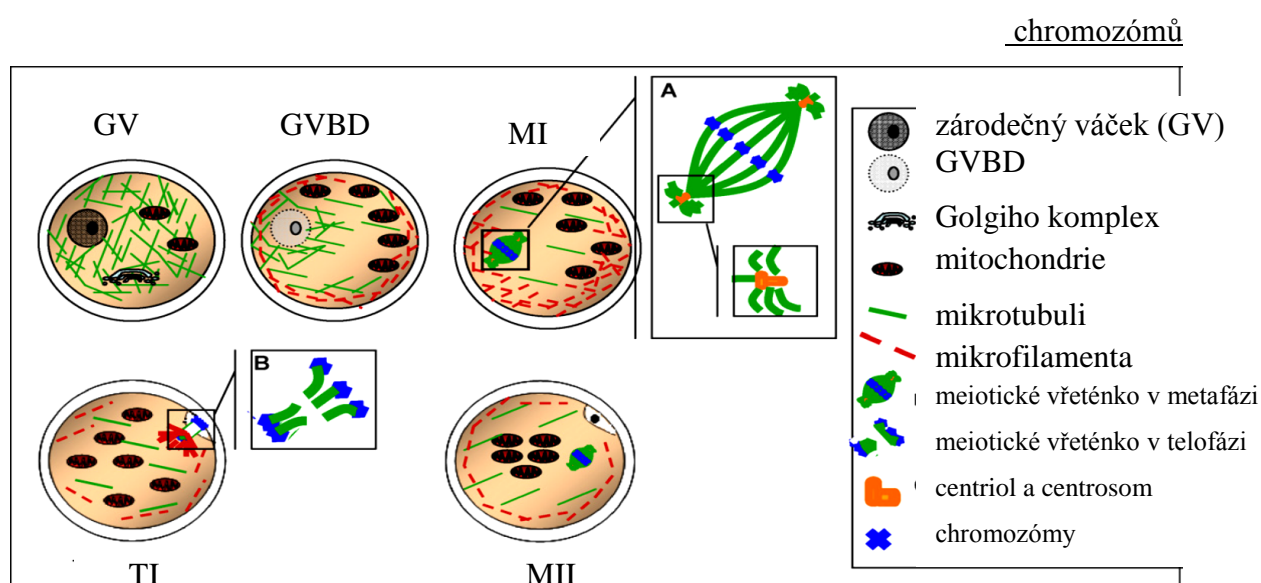 chromozómů
GV
GVBD
MI
A
zárodečný váček (GV)
GVBD
Golgiho komplex
mitochondrie
mikrotubuli
mikrofilamenta
meiotické vřeténko v metafázi
meiotické vřeténko v telofázi
centriol a centrosom
chromozómy
B
TI
MII